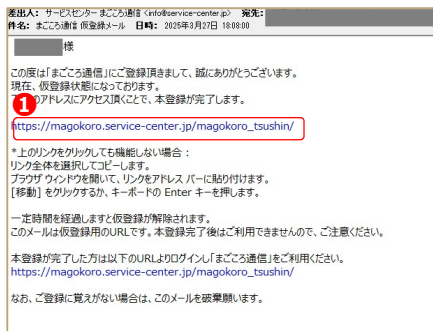 差出人： サービスセンター まごころ通信 <info@service-center.jp> 宛先：
件名： まごころ通信 仮登録メール 日時： 2025年3月27日 18:08:00
様
この度は「まごころ通信」にご登録頂きまして、誠にありがとうございます。
現在、仮登録状態になっております。
のアドレスにアクセス頂くことで、本登録が完了します。
1
https://magokoro.service-center.jp/magokoro_tsushin/
*上のリンクをクリックしても機能しない場合：
リンク全体を選択してコピーします。
ブラウザ ウィンドウを開いて、リンクをアドレス バーに貼り付けます。
[移動] をクリックするか、キーボードの Enter キーを押します。
一定時間を経過しますと仮登録が解除されます。
このメールは仮登録用のURLです。本登録完了後はご利用できませんので、ご注意ください。
本登録が完了した方は以下のURLよりログインし「まごころ通信」をご利用ください。
https://magokoro.service-center.jp/magokoro_tsushin/
なお、ご登録に覚えがない場合は、このメールを破棄願います。